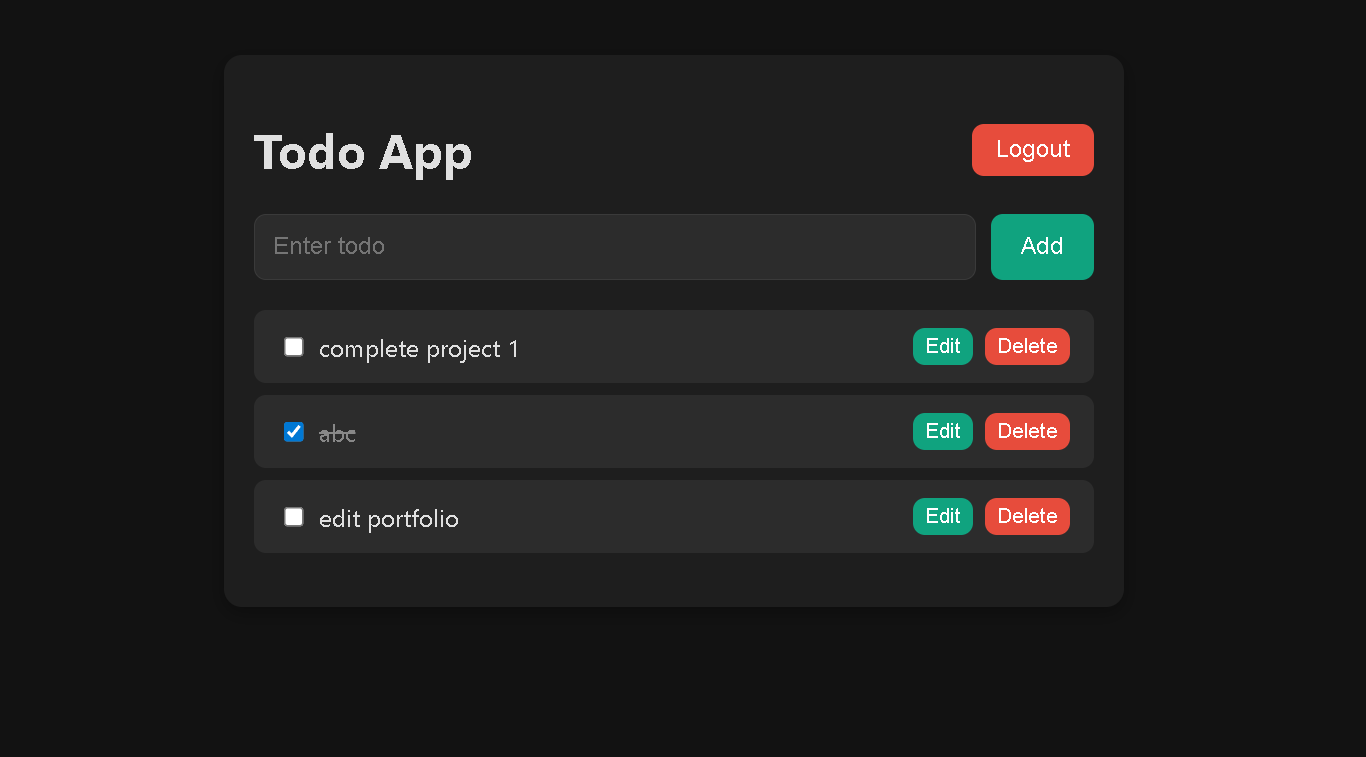 Todo App Logout
Enter todo Add
complete project 1 Edit Delete
abc Edit Delete
edit portfolio Edit Delete